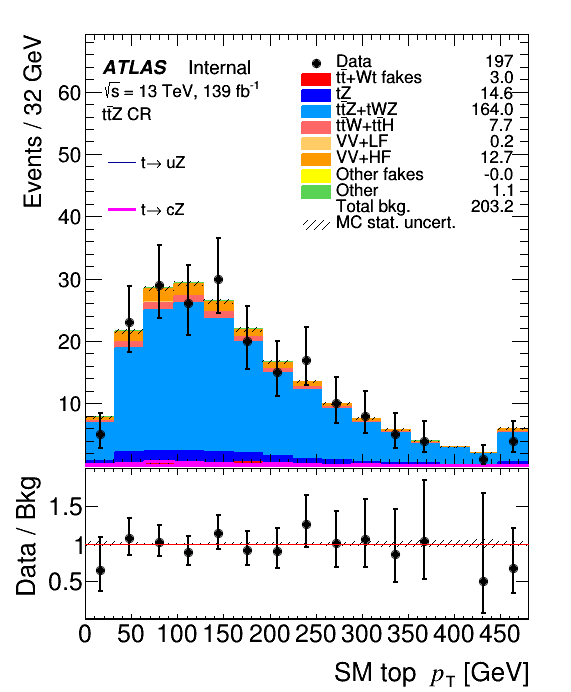 ATLAS Internal
√s = 13 TeV, 139 fb⁻¹
tt̄Z CR
t→ uZ
t→ cZ
Data 197
tt̄+Wt fakes 3.0
tZ 14.6
tt̄Z+tWZ 164.0
tt̄W+tt̄H 7.7
VV+LF 0.2
VV+HF 12.7
Other fakes -0.0
Other 1.1
Total bkg. 203.2
MC stat. uncert.
Events / 32 GeV
60
50
40
30
20
10
Data / Bkg
1.5
1
0.5
0 50 100 150 200 250 300 350 400 450
SM top p_T [GeV]